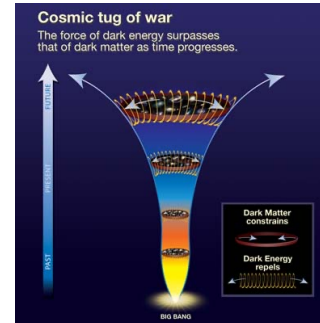 Cosmic tug of war
The force of dark energy surpasses
that of dark matter as time progresses.
FUTURE
PRESENT
PAST
BIG BANG
Dark Matter
constrains
Dark Energy
repels